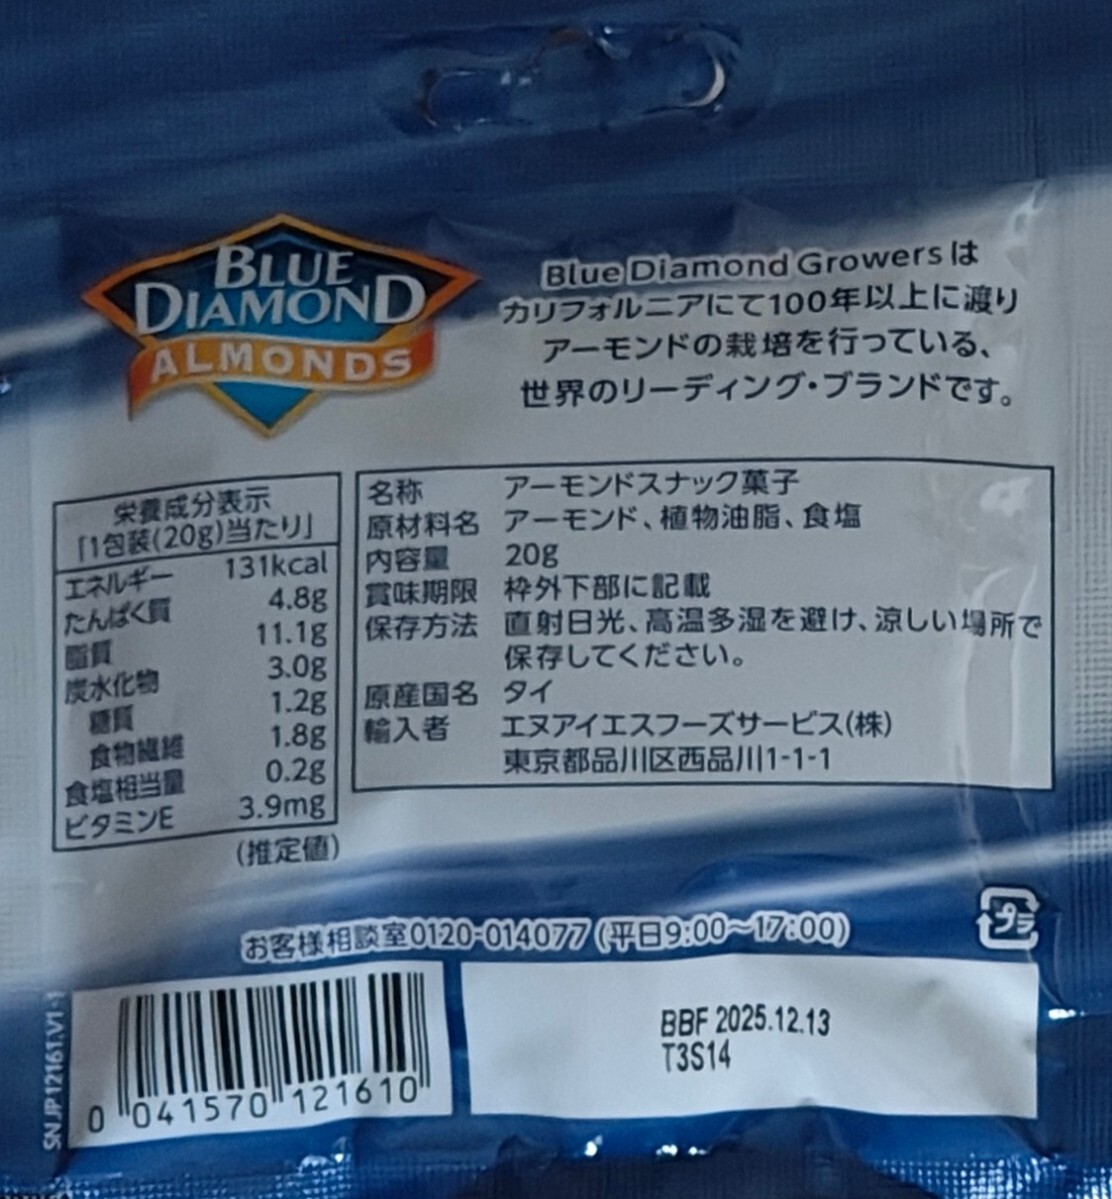 BLUE
DIAMOND
ALMONDS
Blue Diamond Growersは
カリフォルニアにて100年以上に渡り
アーモンドの栽培を行っている、
世界のリーディング・ブランドです。
栄養成分表示
「1包装(20g)当たり」
エネルギー 131kcal
たんぱく質 4.8g
脂質 11.1g
炭水化物 3.0g
糖質 1.2g
食物繊維 1.8g
食塩相当量 0.2g
ビタミンE 3.9mg
(推定値)
名称 アーモンドスナック菓子
原材料名 アーモンド、植物油脂、食塩
内容量 20g
賞味期限 枠外下部に記載
保存方法 直射日光、高温多湿を避け、涼しい場所で
保存してください。
原産国名 タイ
輸入者 エヌアイエスフーズサービス(株)
東京都品川区西品川1-1-1
プラ
お客様相談室0120-014077(平日9:00〜17:00)
SNJP12161.V1-1
0 041570 121610
BBF 2025.12.13
T3S14